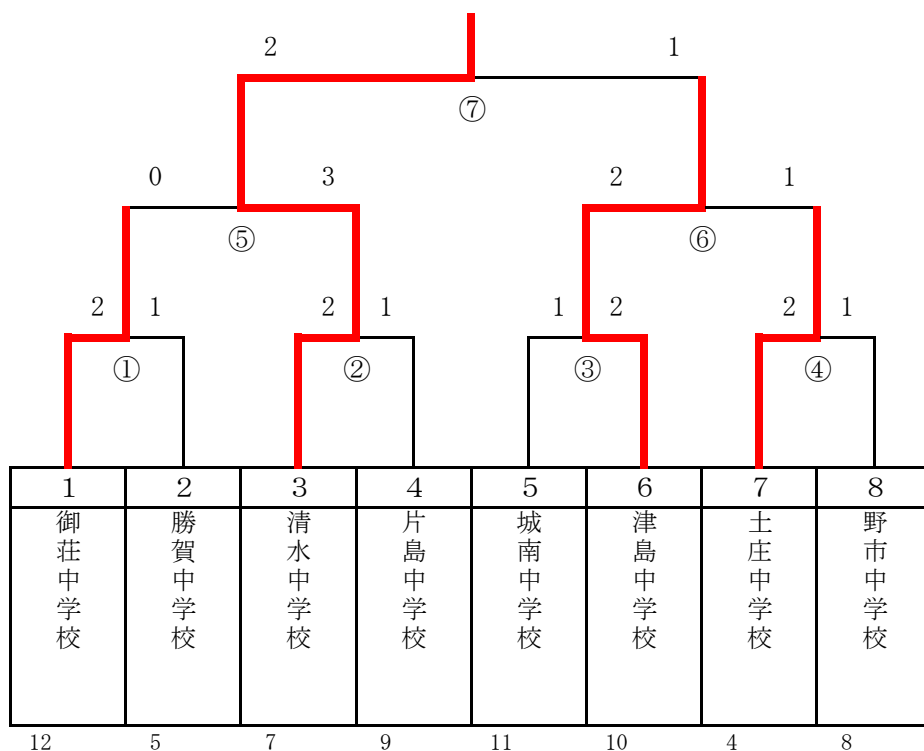 2 1
⑦
0 3 2 1
⑤ ⑥
2 1 2 1 1 2 2 1
① ② ③ ④
1 2 3 4 5 6 7 8
御荘中学校
勝賀中学校
清水中学校
片島中学校
城南中学校
津島中学校
土庄中学校
野市中学校
12 5 7 9 11 10 4 8